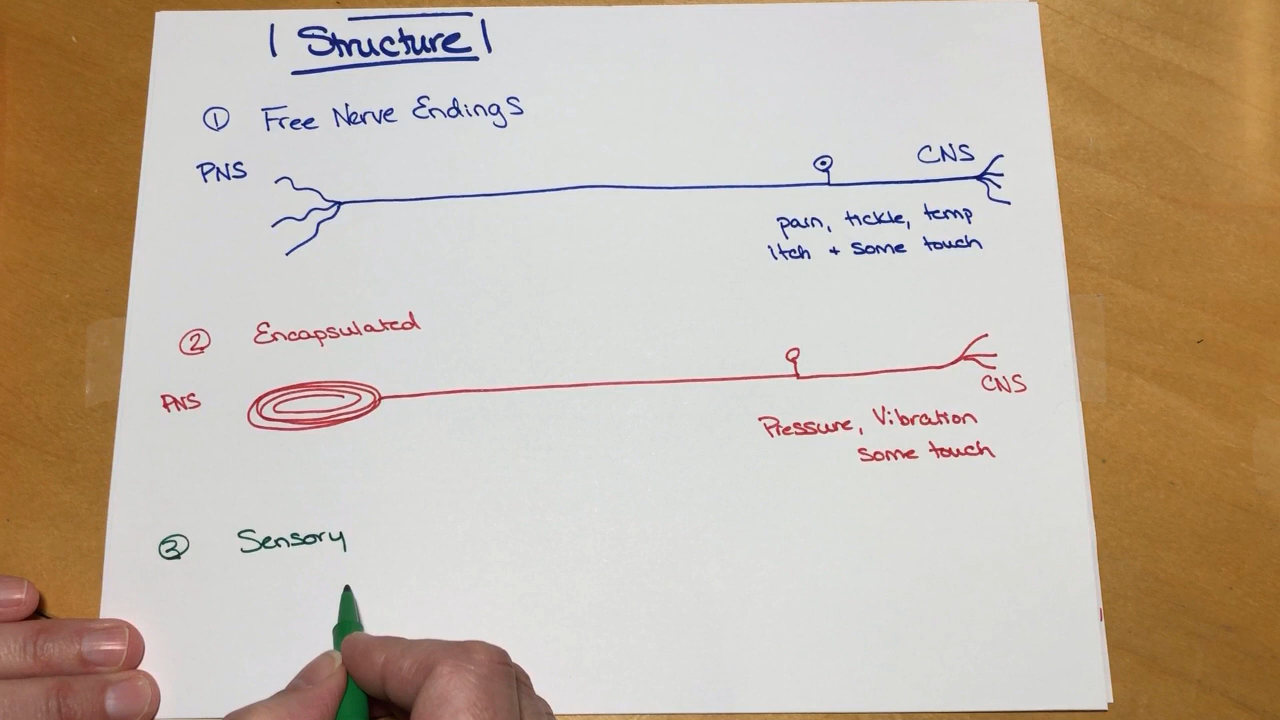 | Structure |
① Free Nerve Endings
PNS
CNS
pain, tickle, temp
itch + some touch
② Encapsulated
PNS
CNS
Pressure, Vibration
some touch
③ Sensory